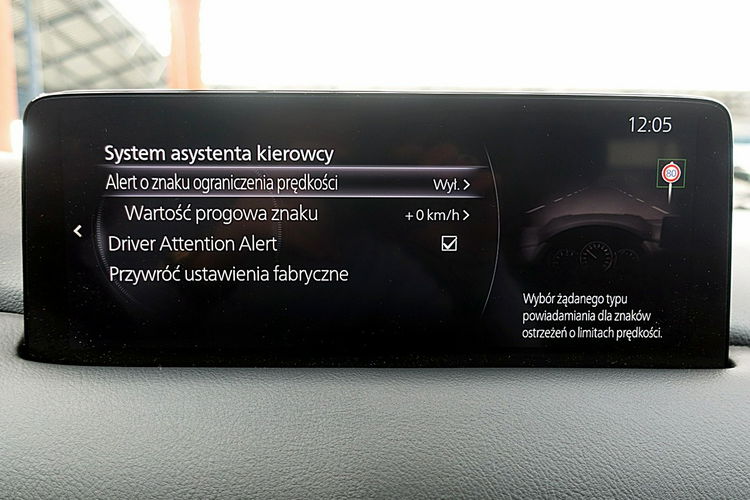 12:05
System asystenta kierowcy
Alert o znaku ograniczenia prędkości Wył.
Wartość progowa znaku +0 km/h
Driver Attention Alert
Przywróć ustawienia fabryczne
80
Wybór żądanego typu
powiadamiania dla znaków
ostrzeżeń o limitach prędkości.